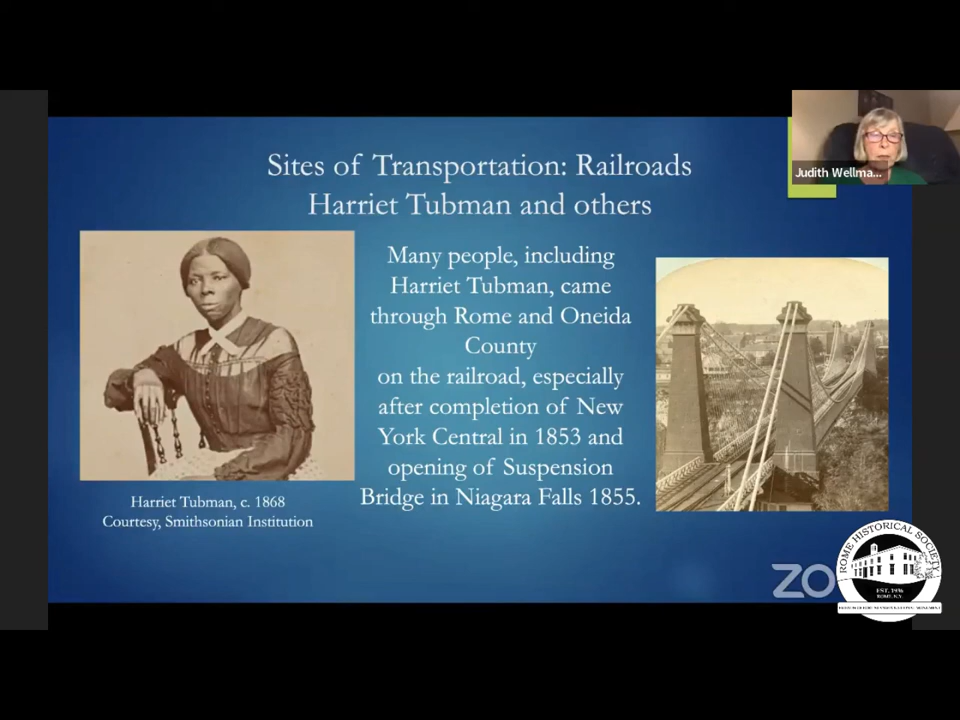 Sites of Transportation: Railroads
Harriet Tubman and others
Judith Wellma...
Many people, including
Harriet Tubman, came
through Rome and Oneida
County
on the railroad, especially
after completion of New
York Central in 1853 and
opening of Suspension
Bridge in Niagara Falls 1855.
Harriet Tubman, c. 1868
Courtesy, Smithsonian Institution
ZO
ROME HISTORICAL SOCIETY
EST. 1936
ROME, N.Y.